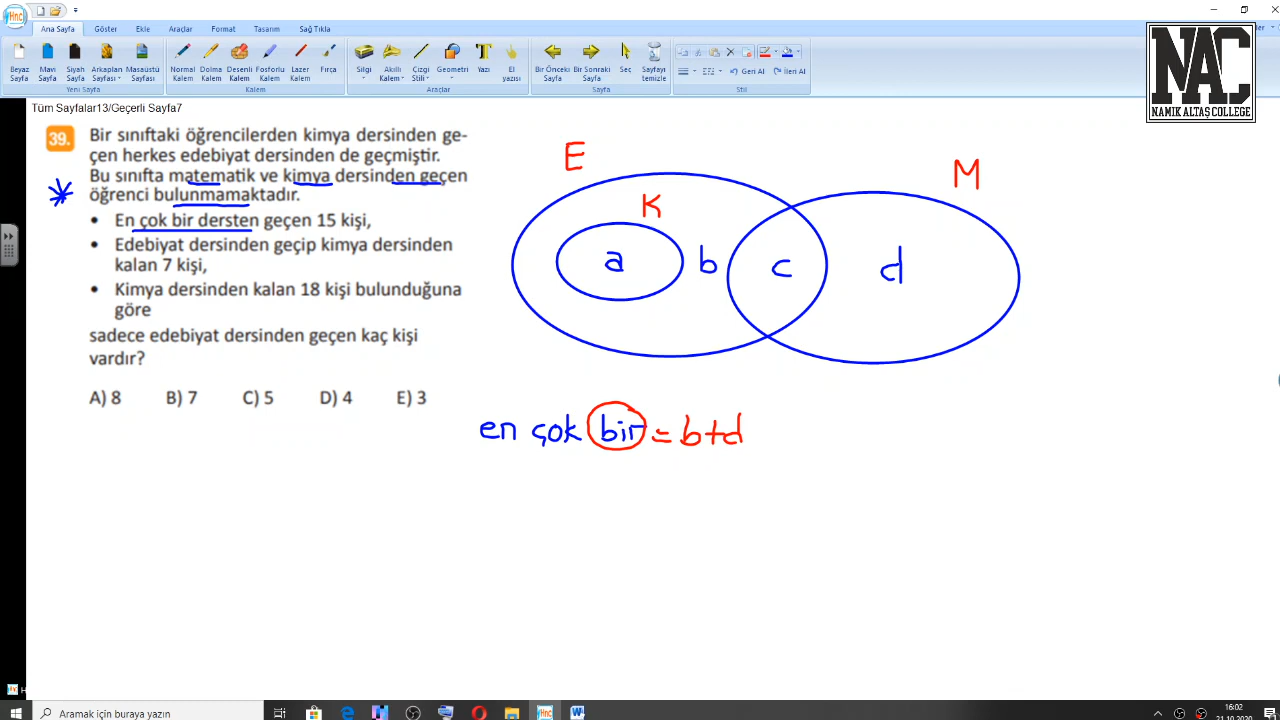 Ana Sayfa Göster Ekle Araçlar Format Tasarım Sağ Tıkla
Beyaz Sayfa Mavi Sayfa Siyah Sayfa Arkaplan Sayfası Masaüstü Sayfası Normal Kalem Dolma Kalem Desenli Kalem Fosforlu Kalem Lazer Kalem Fırça Silgi Akıllı Kalem Çizgi Stili Geometri Yazı El yazısı Bir Önceki Sayfa Bir Sonraki Sayfa Sec Sayfayı temizle Geri Al İleri Al
Yeni Sayfa Kalem Araçlar Sayfa Stil
NAC
NAMIK ALTAŞ COLLEGE
Tüm Sayfalar13/Geçerli Sayfa7
39. Bir sınıftaki öğrencilerden kimya dersinden ge-
çen herkes edebiyat dersinden de geçmiştir.
Bu sınıfta matematik ve kimya dersinden geçen
öğrenci bulunmamaktadır.
• En çok bir dersten geçen 15 kişi,
• Edebiyat dersinden geçip kimya dersinden
kalan 7 kişi,
• Kimya dersinden kalan 18 kişi bulunduğuna
göre
sadece edebiyat dersinden geçen kaç kişi
vardır?
A) 8 B) 7 C) 5 D) 4 E) 3
E
M
K
a b c d
en çok bir = b+d
Aramak için buraya yazın
16:02
21.10.2020